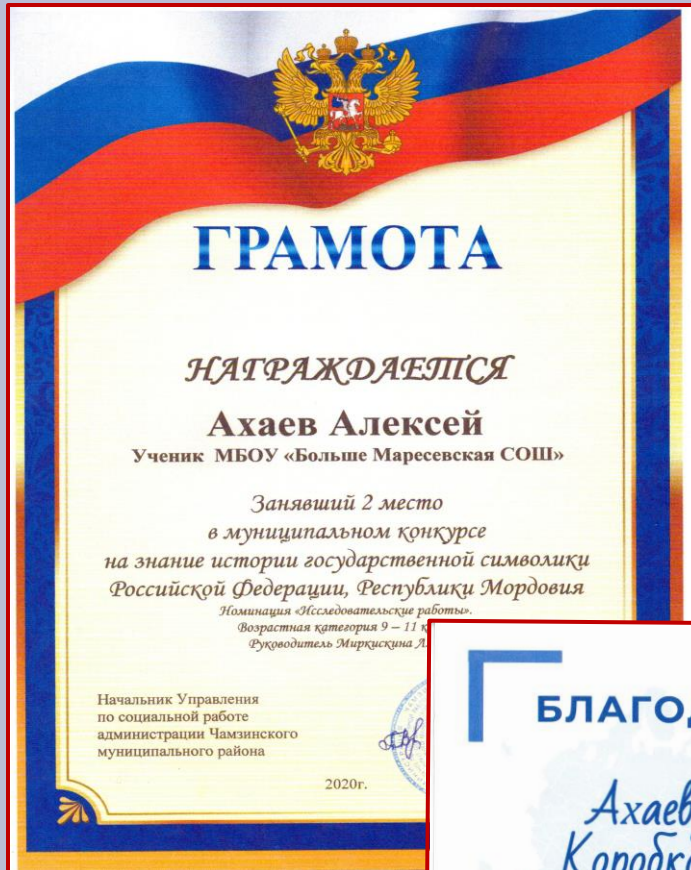 ГРАМОТА
НАГРАЖДАЕТСЯ
Ахаев Алексей
Ученик МБОУ «Больше Маресевская СОШ»
Занявший 2 место
в муниципальном конкурсе
на знание истории государственной символики
Российской Федерации, Республики Мордовия
Номинация «Исследовательские работы».
Возрастная категория 9 – 11 к
Руководитель Миркискина Л.
Начальник Управления
по социальной работе
администрации Чамзинского
муниципального района
2020г.
БЛАГОД
Ахаев